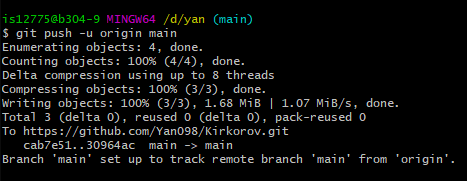 is12775@b304-9 MINGW64 /d/yan (main)
$ git push -u origin main
Enumerating objects: 4, done.
Counting objects: 100% (4/4), done.
Delta compression using up to 8 threads
Compressing objects: 100% (3/3), done.
Writing objects: 100% (3/3), 1.68 MiB | 1.07 MiB/s, done.
Total 3 (delta 0), reused 0 (delta 0), pack-reused 0
To https://github.com/Yan098/Kirkorov.git
   cab7e51..30964ac  main -> main
Branch 'main' set up to track remote branch 'main' from 'origin'.